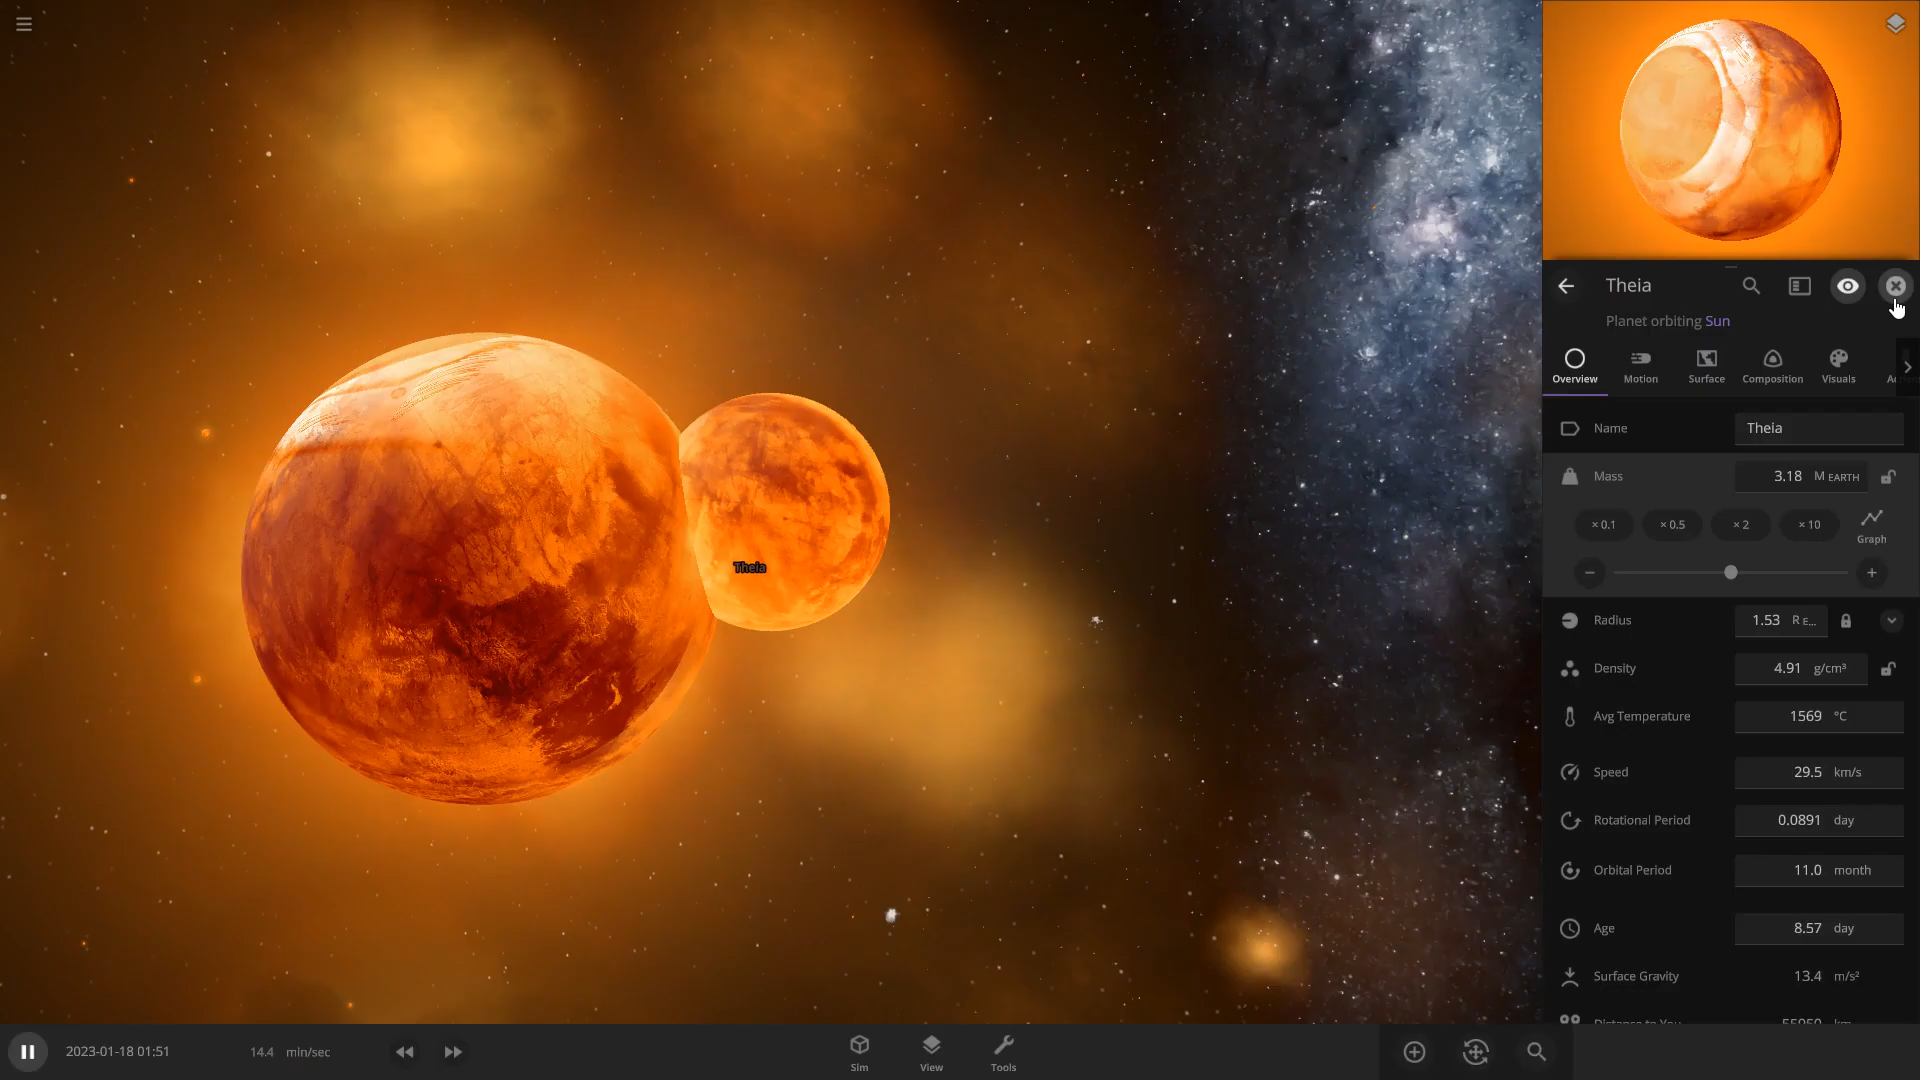 Theia
Planet orbiting Sun
Overview
Motion
Surface
Composition
Visuals
Name
Theia
Mass
3.18 M EARTH
× 0.1
× 0.5
× 2
× 10
Graph
Radius
1.53 R E...
Density
4.91 g/cm³
Avg Temperature
1569 °C
Speed
29.5 km/s
Rotational Period
0.0891 day
Orbital Period
11.0 month
Age
8.57 day
Surface Gravity
13.4 m/s²
Theia
2023-01-18 01:51
14.4 min/sec
Sim
View
Tools